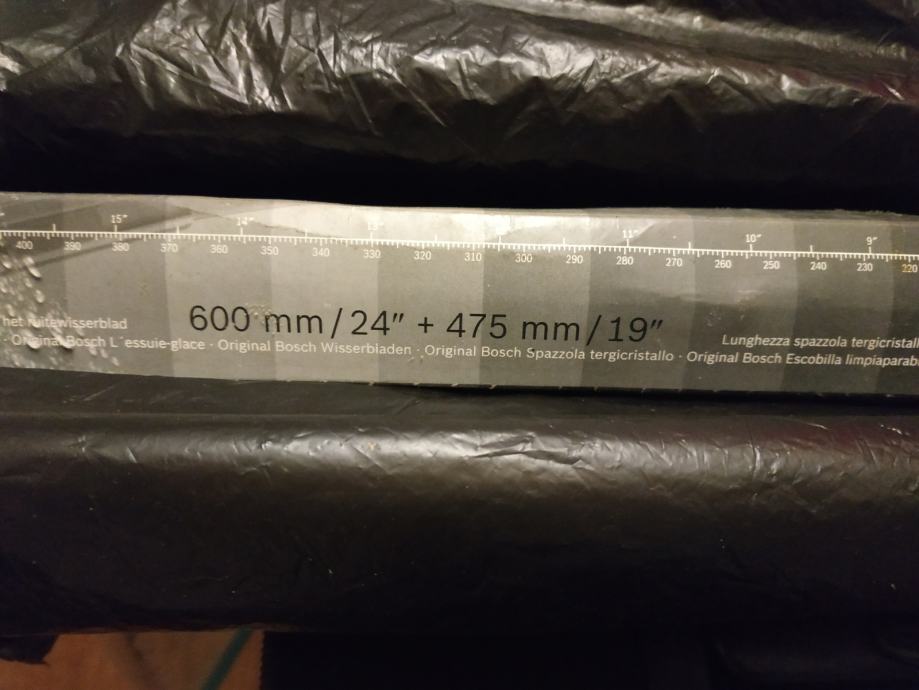 15" 14" 13" 11" 10" 9"
400 390 380 370 360 350 340 330 320 310 300 290 280 270 260 250 240 230 220
600 mm/24" + 475 mm/19"
het ruitewisserblad
Lunghezza spazzola tergicristall
Original Bosch L´essuie-glace · Original Bosch Wisserbladen · Original Bosch Spazzola tergicristallo · Original Bosch Escobilla limpiaparab